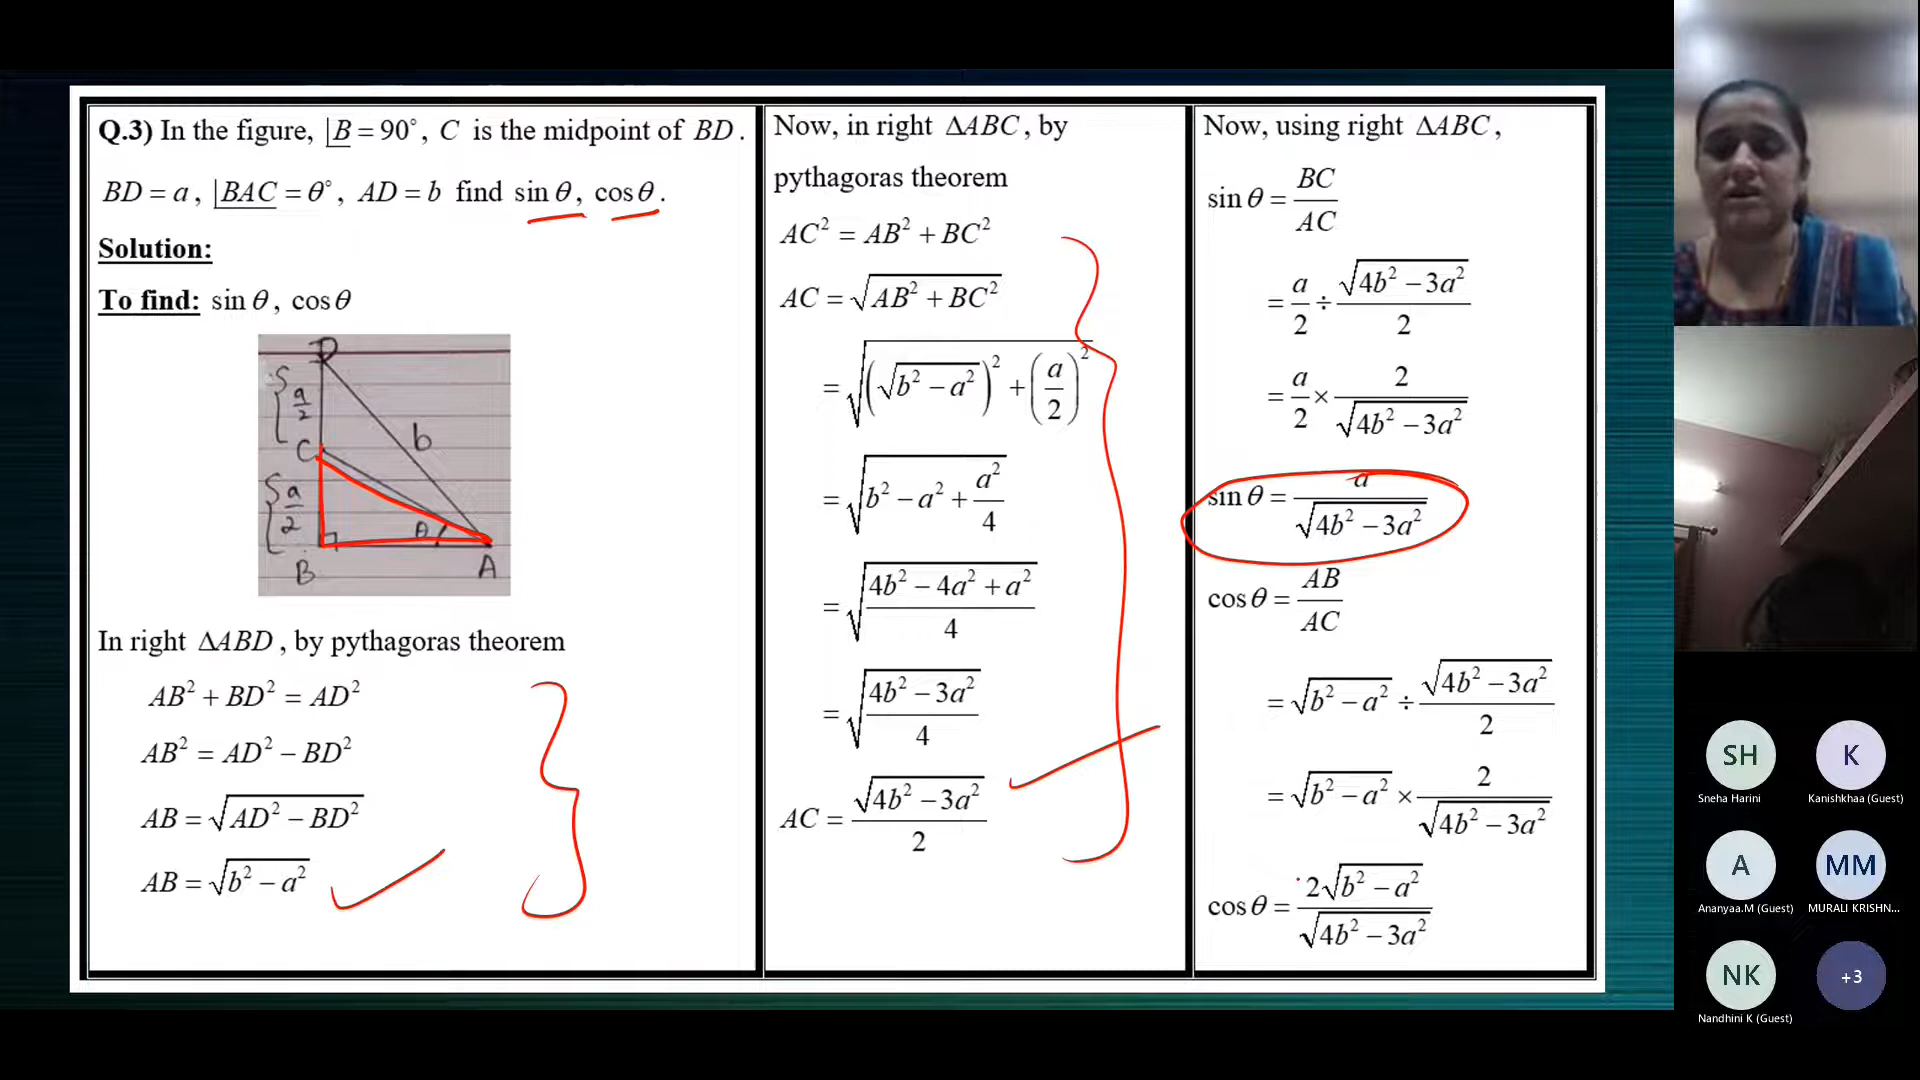 Q.3) In the figure, |B = 90°, C is the midpoint of BD.
BD = a, |BAC = θ°, AD = b find sin θ, cos θ.
Solution:
To find: sin θ, cos θ
D
a/2
b
C
a/2
θ
B
A
In right ΔABD, by pythagoras theorem
AB² + BD² = AD²
AB² = AD² − BD²
AB = √(AD² − BD²)
AB = √(b² − a²)
Now, in right ΔABC, by
pythagoras theorem
AC² = AB² + BC²
AC = √(AB² + BC²)
= √((√(b² − a²))² + (a/2)²)
= √(b² − a² + a²/4)
= √((4b² − 4a² + a²)/4)
= √((4b² − 3a²)/4)
AC = √(4b² − 3a²)/2
Now, using right ΔABC,
sin θ = BC/AC
= a/2 ÷ √(4b² − 3a²)/2
= a/2 × 2/√(4b² − 3a²)
sin θ = a/√(4b² − 3a²)
cos θ = AB/AC
= √(b² − a²) ÷ √(4b² − 3a²)/2
= √(b² − a²) × 2/√(4b² − 3a²)
cos θ = 2√(b² − a²)/√(4b² − 3a²)
SH
Sneha Harini
K
Kanishkhaa (Guest)
A
Ananyaa.M (Guest)
MM
MURALI KRISHN...
NK
Nandhini K (Guest)
+3